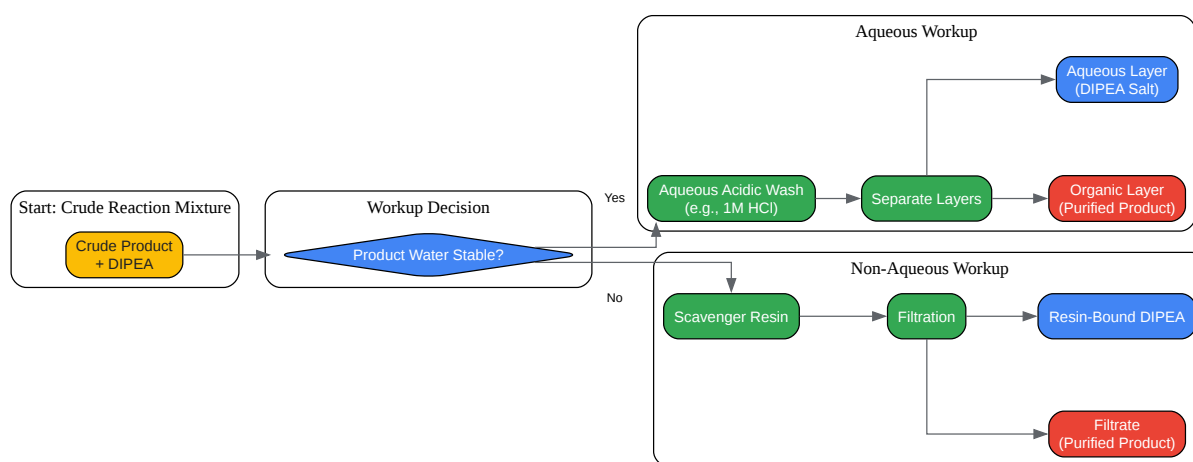 Start: Crude Reaction Mixture
Crude Product
+ DIPEA
Workup Decision
Product Water Stable?
Yes
No
Aqueous Workup
Aqueous Acidic Wash
(e.g., 1M HCl)
Separate Layers
Aqueous Layer
(DIPEA Salt)
Organic Layer
(Purified Product)
Non-Aqueous Workup
Scavenger Resin
Filtration
Resin-Bound DIPEA
Filtrate
(Purified Product)